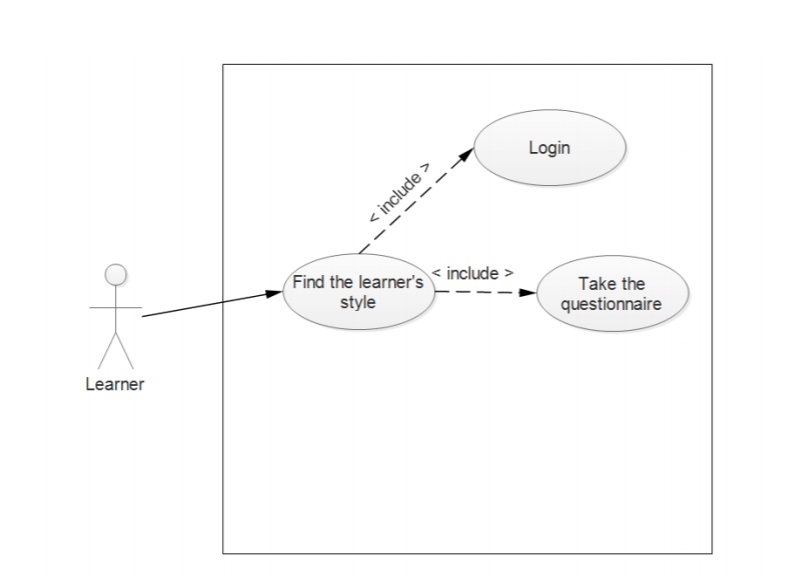 Login
< include >
Find the learner's
style
< include >
Take the
questionnaire
Learner